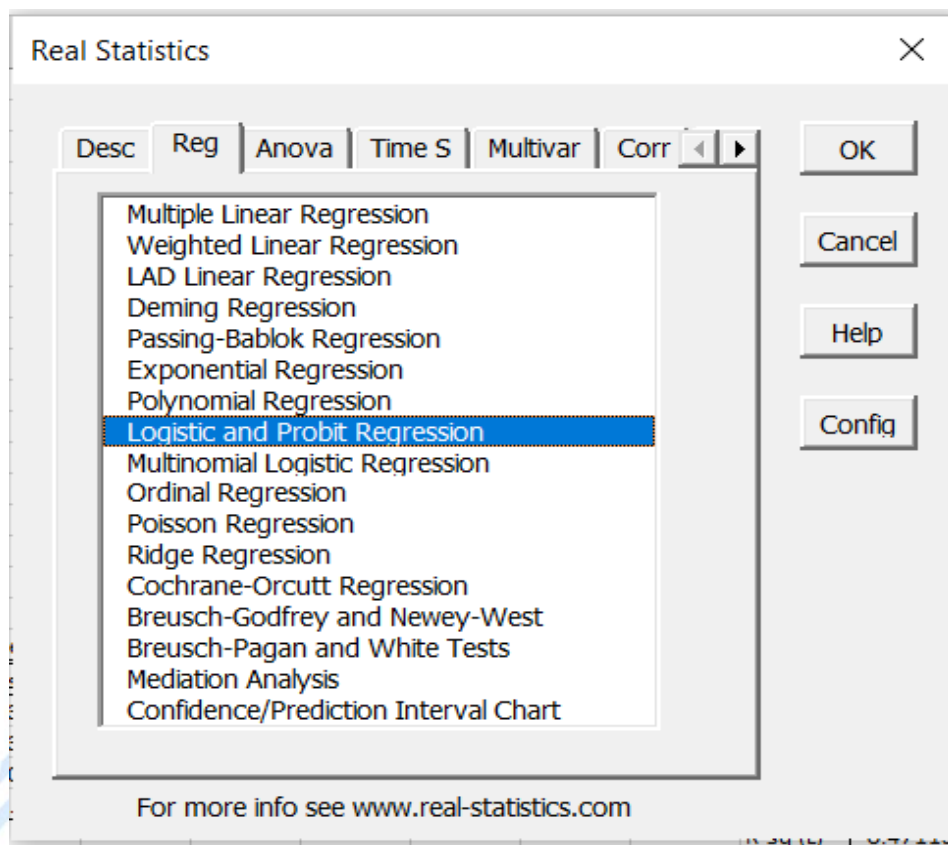 Real Statistics
Desc Reg Anova Time S Multivar Corr
OK
Cancel
Help
Config
Multiple Linear Regression
Weighted Linear Regression
LAD Linear Regression
Deming Regression
Passing-Bablok Regression
Exponential Regression
Polynomial Regression
Logistic and Probit Regression
Multinomial Logistic Regression
Ordinal Regression
Poisson Regression
Ridge Regression
Cochrane-Orcutt Regression
Breusch-Godfrey and Newey-West
Breusch-Pagan and White Tests
Mediation Analysis
Confidence/Prediction Interval Chart
For more info see www.real-statistics.com